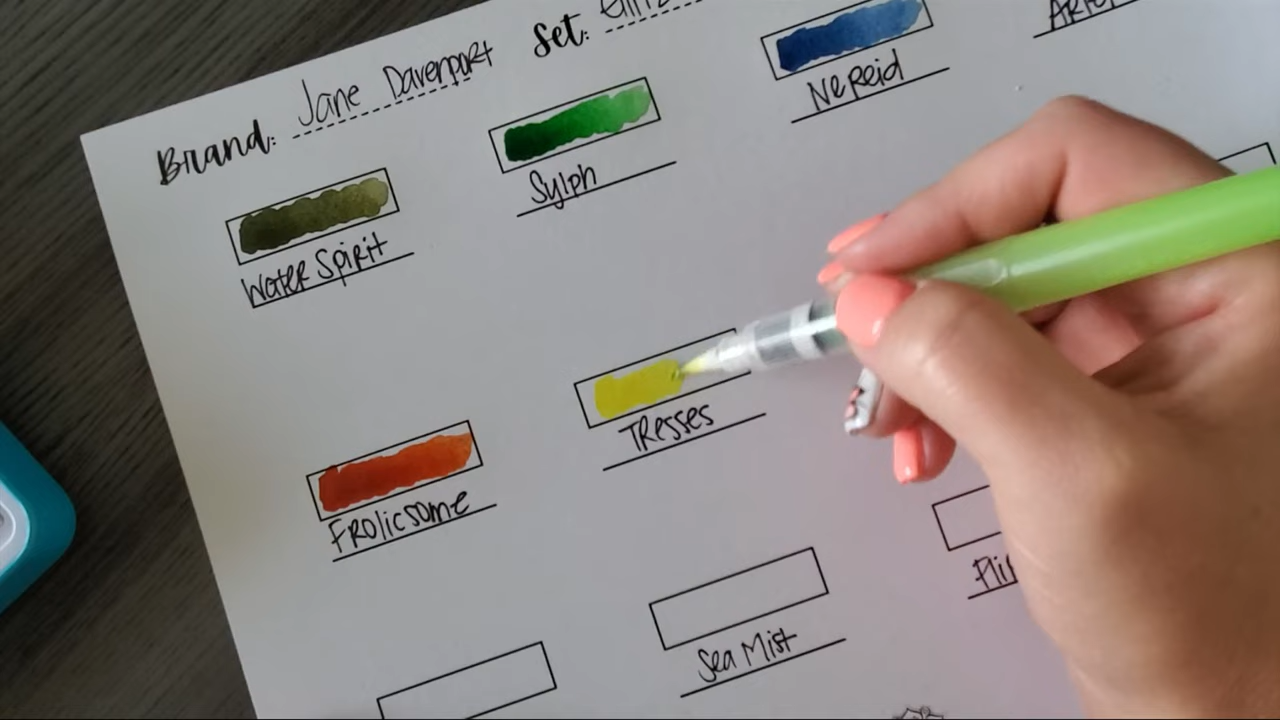 Brand: Jane Davenport Set:
Water Spirit
Sylph
Nereid
Frolicsome
Tresses
Sea Mist